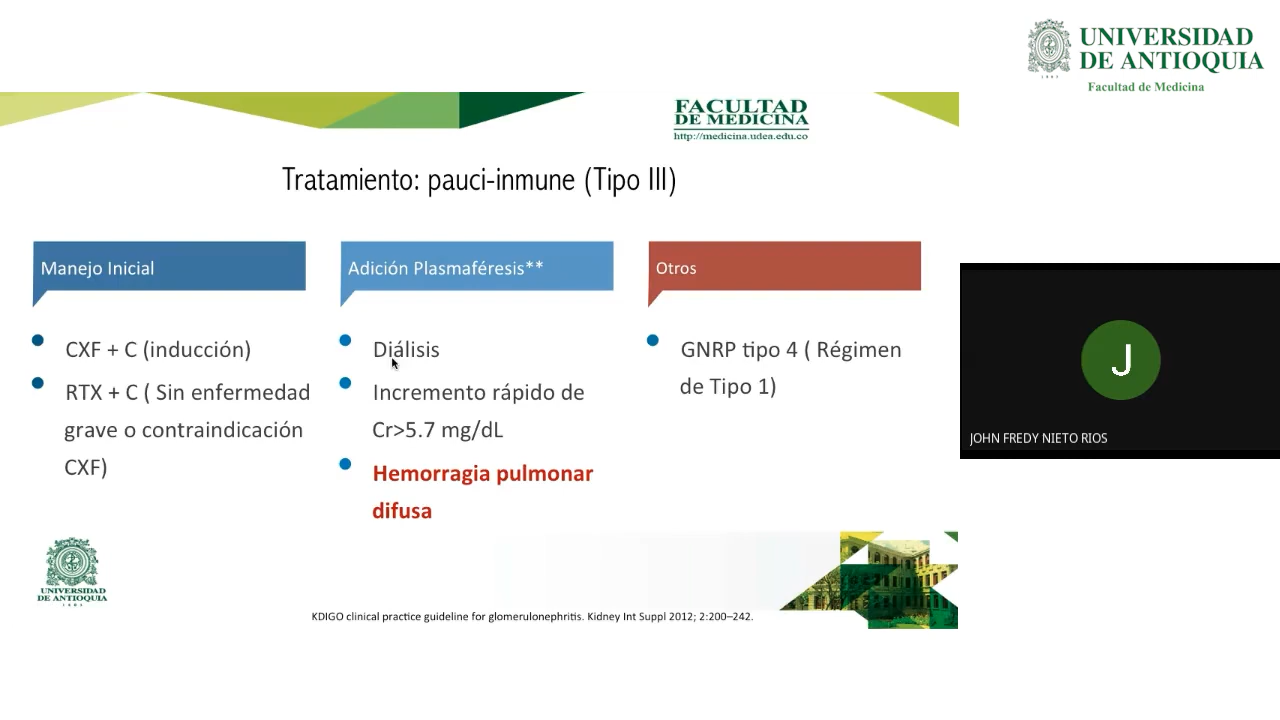 UNIVERSIDAD
DE ANTIOQUIA
1803
Facultad de Medicina
FACULTAD
DE MEDICINA
http://medicina.udea.edu.co
Tratamiento: pauci-inmune (Tipo III)
Manejo Inicial
CXF + C (inducción)
RTX + C ( Sin enfermedad
grave o contraindicación
CXF)
Adición Plasmaféresis**
Diálisis
Incremento rápido de
Cr>5.7 mg/dL
Hemorragia pulmonar
difusa
Otros
GNRP tipo 4 ( Régimen
de Tipo 1)
J
JOHN FREDY NIETO RIOS
UNIVERSIDAD
DE ANTIOQUIA
1803
KDIGO clinical practice guideline for glomerulonephritis. Kidney Int Suppl 2012; 2:200–242.